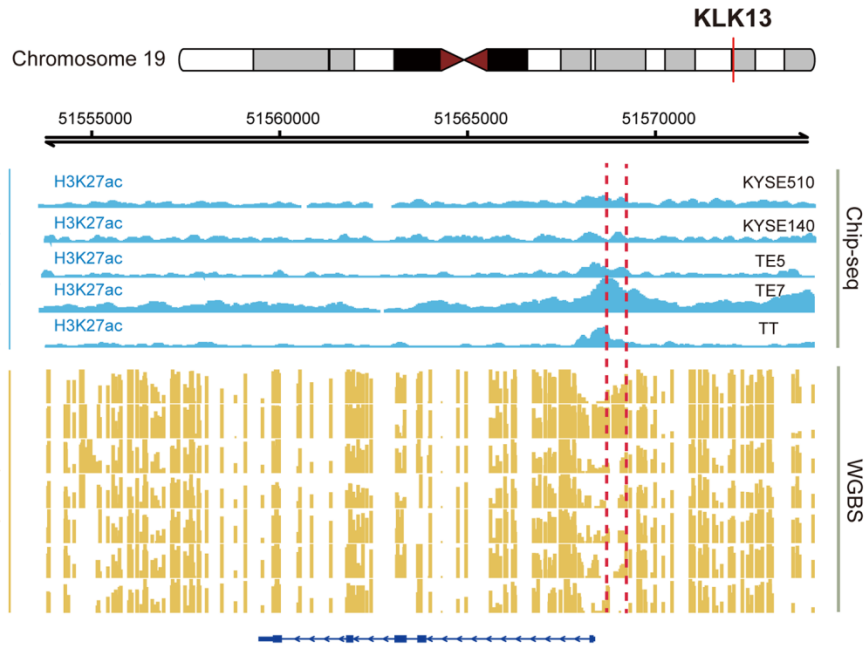 KLK13
Chromosome 19
51555000 51560000 51565000 51570000
H3K27ac KYSE510
H3K27ac KYSE140
H3K27ac TE5
H3K27ac TE7
H3K27ac TT
Chip-seq
WGBS